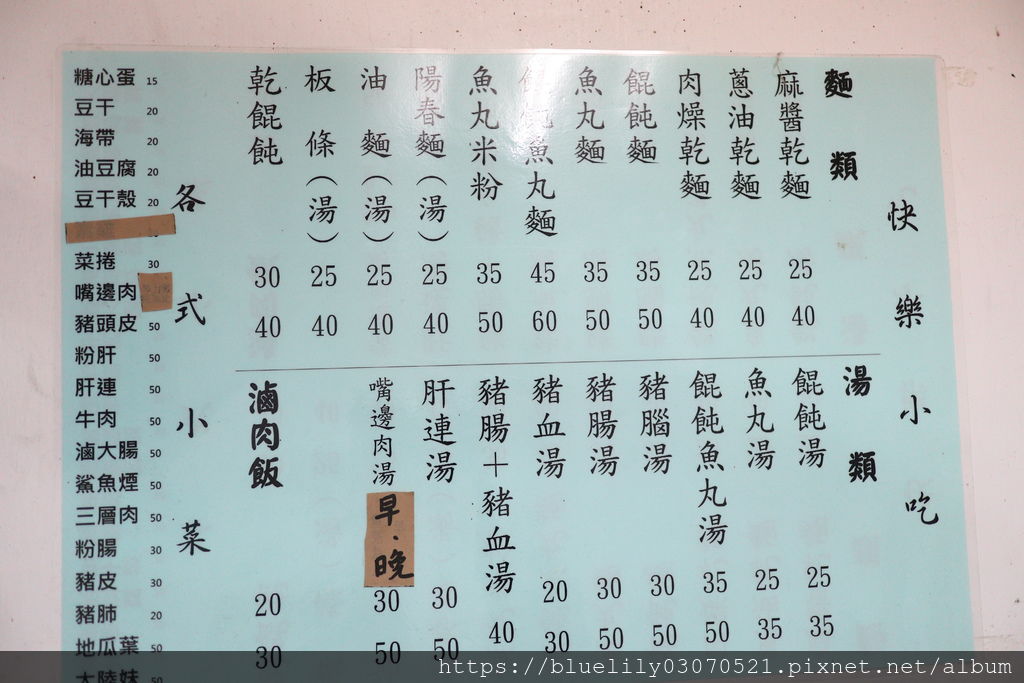 快樂小吃
麵類
麻醬乾麵 25 40
蔥油乾麵 25 40
肉燥乾麵 25 40
餛飩麵 35 50
魚丸麵 35 50
餛飩魚丸麵 45 60
魚丸米粉 35 50
陽春麵(湯) 25 40
油麵(湯) 25 40
板條(湯) 25 40
乾餛飩 30 40
湯類
餛飩湯 25 35
魚丸湯 25 35
餛飩魚丸湯 35 50
豬腦湯 30 50
豬腸湯 30 50
豬血湯 20 30
豬腸+豬血湯 40
肝連湯 30 50
嘴邊肉湯 早、晚 30 50
滷肉飯 20 30
各式小菜
糖心蛋 15
豆干 20
海帶 20
油豆腐 20
豆干殼 20
菜捲 30
嘴邊肉
豬頭皮 50
粉肝 50
肝連 50
牛肉 50
滷大腸 50
鯊魚煙 50
三層肉 50
粉腸 30
豬皮 30
豬肺 20
地瓜葉 50
大陸妹
https://bluelily03070521.pixnet.net/album